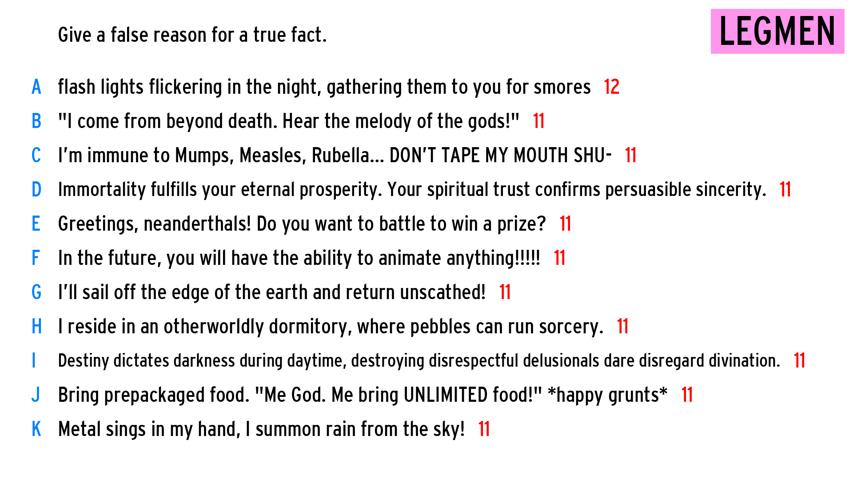 Give a false reason for a true fact.
LEGMEN
A flash lights flickering in the night, gathering them to you for smores 12
B "I come from beyond death. Hear the melody of the gods!" 11
C I'm immune to Mumps, Measles, Rubella... DON'T TAPE MY MOUTH SHU- 11
D Immortality fulfills your eternal prosperity. Your spiritual trust confirms persuasible sincerity. 11
E Greetings, neanderthals! Do you want to battle to win a prize? 11
F In the future, you will have the ability to animate anything!!!!! 11
G I'll sail off the edge of the earth and return unscathed! 11
H I reside in an otherworldly dormitory, where pebbles can run sorcery. 11
I Destiny dictates darkness during daytime, destroying disrespectful delusionals dare disregard divination. 11
J Bring prepackaged food. "Me God. Me bring UNLIMITED food!" *happy grunts* 11
K Metal sings in my hand, I summon rain from the sky! 11